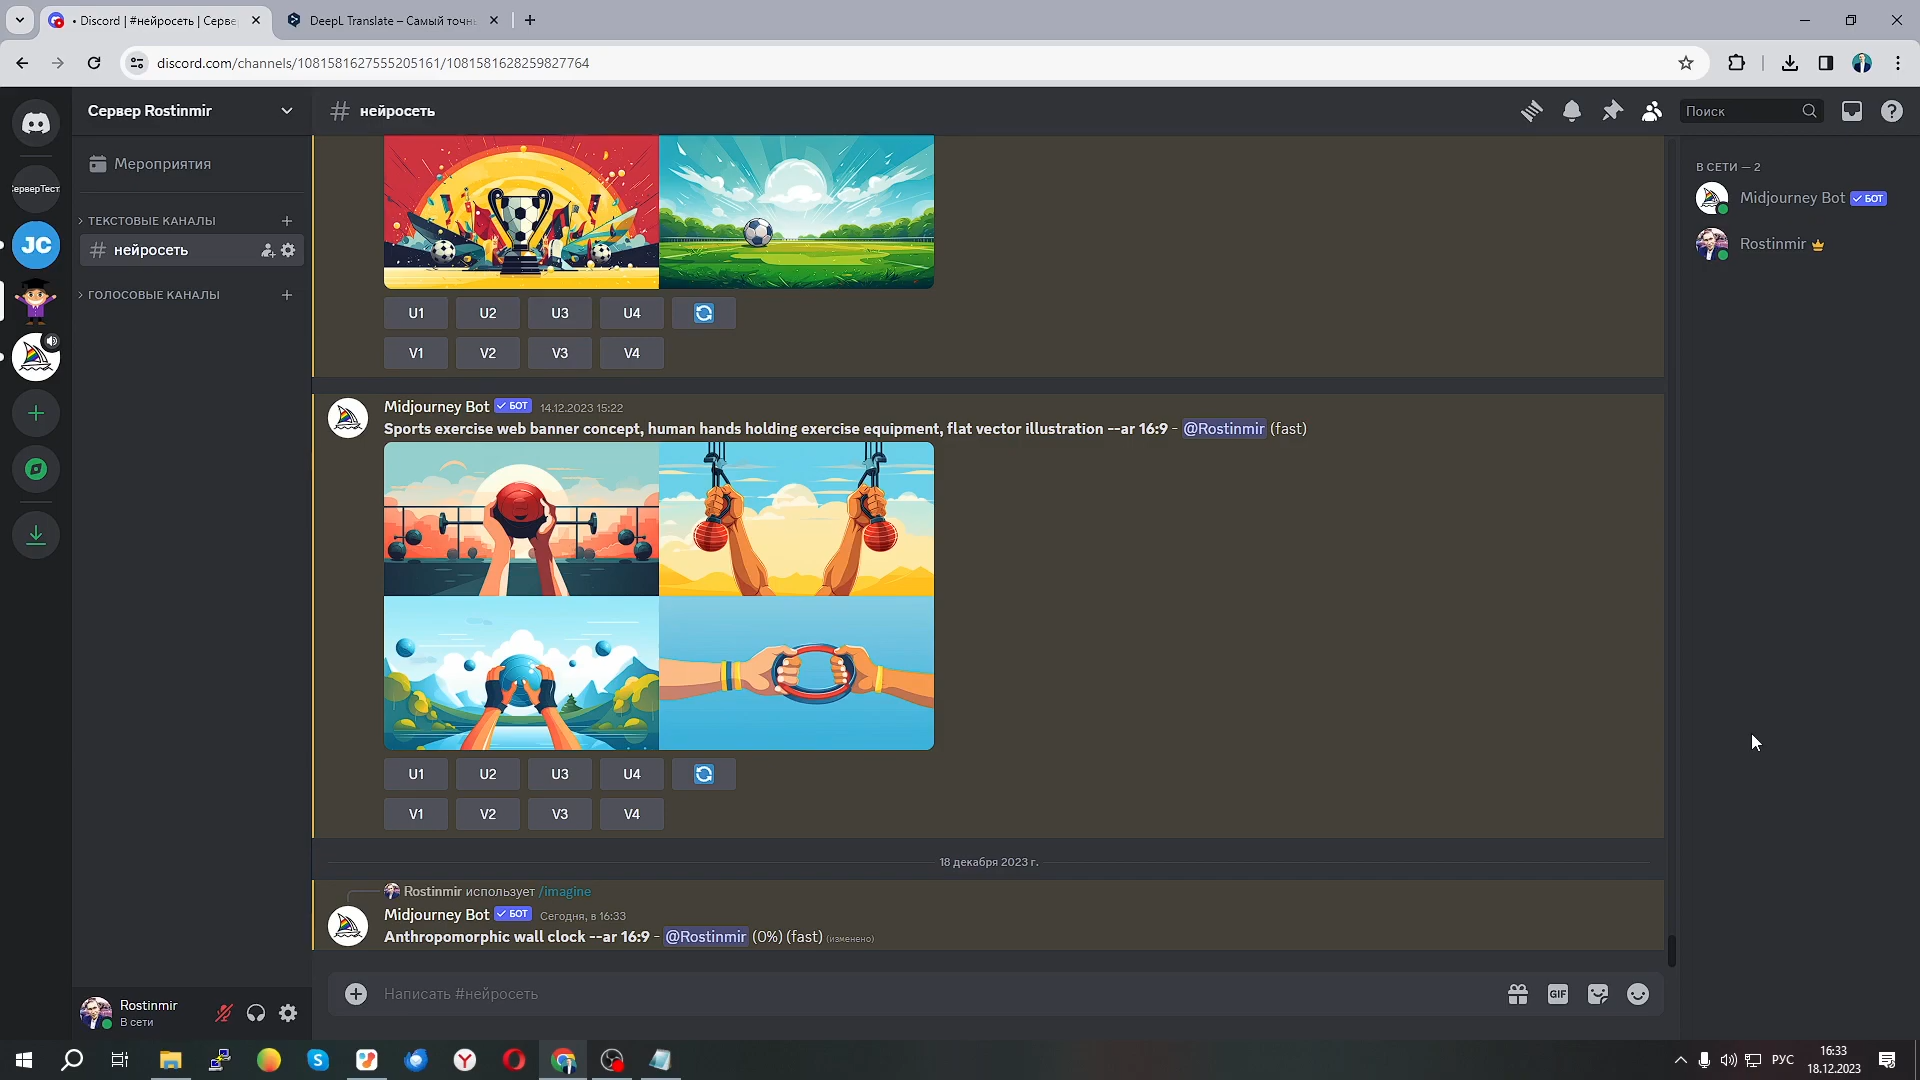 • Discord | #нейросеть | Серве
DeepL Translate – Самый точн
discord.com/channels/1081581627555205161/1081581628259827764
Сервер Rostinmir
нейросеть
Поиск
Мероприятия
СерверТест
ТЕКСТОВЫЕ КАНАЛЫ
нейросеть
ГОЛОСОВЫЕ КАНАЛЫ
JC
В СЕТИ — 2
Midjourney Bot ✓ БОТ
Rostinmir
U1 U2 U3 U4
V1 V2 V3 V4
Midjourney Bot ✓ БОТ 14.12.2023 15:22
Sports exercise web banner concept, human hands holding exercise equipment, flat vector illustration --ar 16:9 - @Rostinmir (fast)
U1 U2 U3 U4
V1 V2 V3 V4
18 декабря 2023 г.
Rostinmir использует /imagine
Midjourney Bot ✓ БОТ Сегодня, в 16:33
Anthropomorphic wall clock --ar 16:9 - @Rostinmir (0%) (fast) (изменено)
Написать #нейросеть
GIF
Rostinmir
В сети
РУС
16:33
18.12.2023